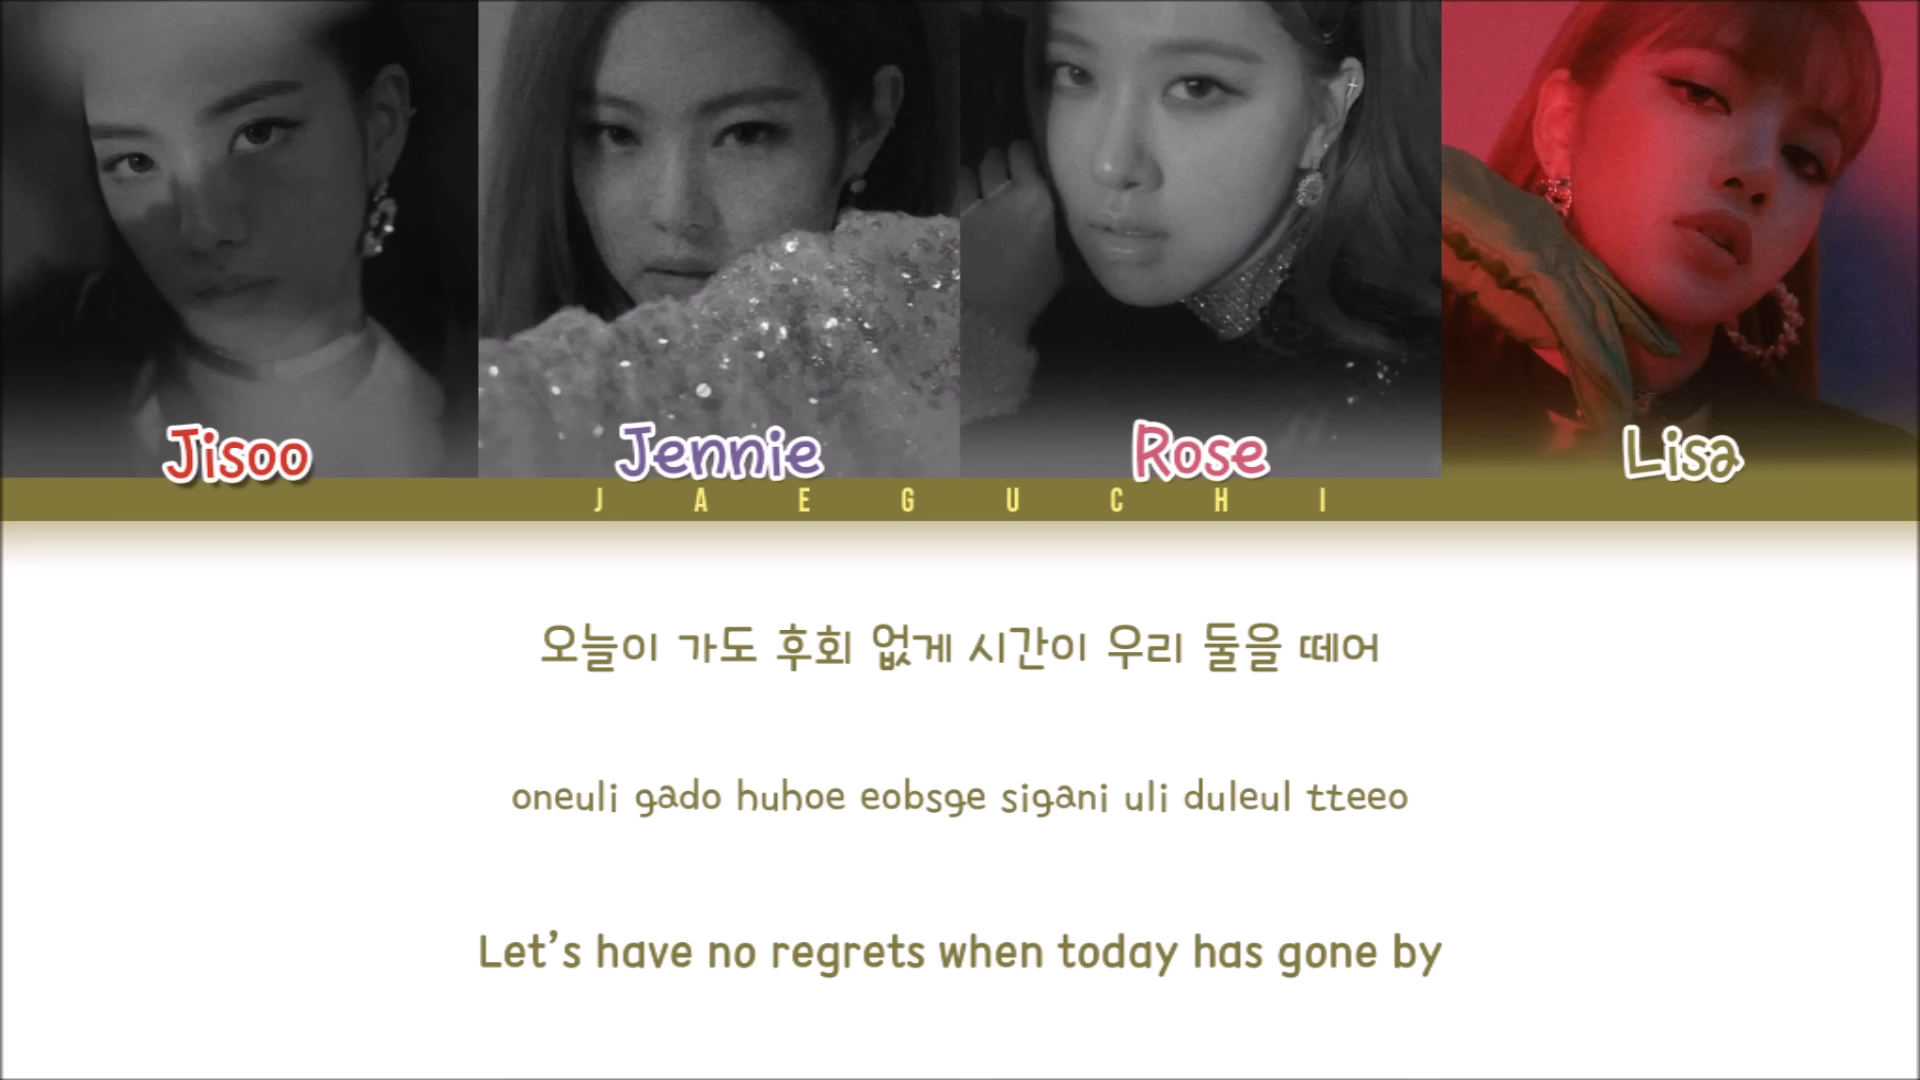 Jisoo Jennie Rose Lisa
J A E G U C H I
오늘이 가도 후회 없게 시간이 우리 둘을 떼어
oneuli gado huhoe eobsge sigani uli duleul tteeo
Let’s have no regrets when today has gone by